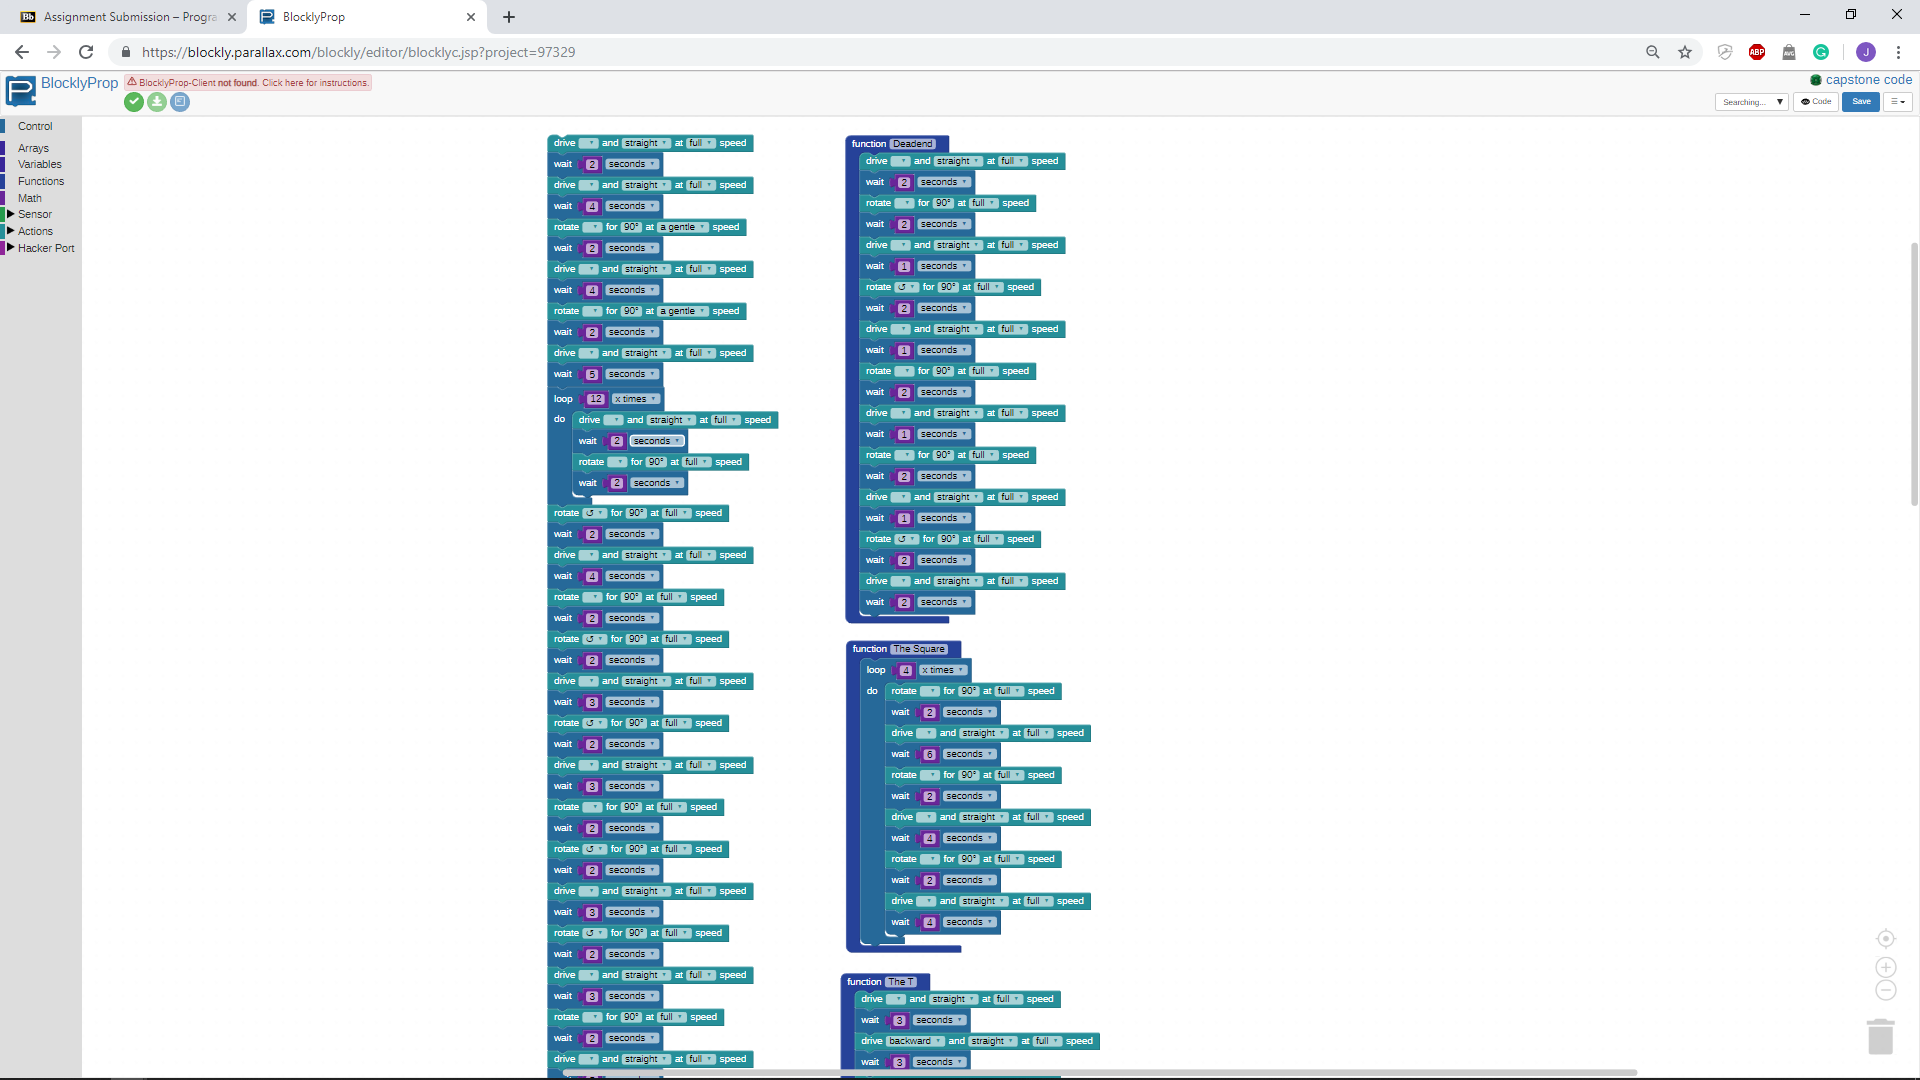 Assignment Submission – Progra
BlocklyProp
https://blockly.parallax.com/blockly/editor/blocklyc.jsp?project=97329
BlocklyProp
BlocklyProp-Client not found. Click here for instructions.
capstone code
Searching...
Code
Save
Control
Arrays
Variables
Functions
Math
Sensor
Actions
Hacker Port
drive and straight at full speed
wait 2 seconds
drive and straight at full speed
wait 4 seconds
rotate for 90° at a gentle speed
wait 2 seconds
drive and straight at full speed
wait 4 seconds
rotate for 90° at a gentle speed
wait 2 seconds
drive and straight at full speed
wait 5 seconds
loop 12 x times
do drive and straight at full speed
wait 2 seconds
rotate for 90° at full speed
wait 2 seconds
rotate ↺ for 90° at full speed
wait 2 seconds
drive and straight at full speed
wait 4 seconds
rotate for 90° at full speed
wait 2 seconds
rotate ↺ for 90° at full speed
wait 2 seconds
drive and straight at full speed
wait 3 seconds
rotate ↺ for 90° at full speed
wait 2 seconds
drive and straight at full speed
wait 3 seconds
rotate for 90° at full speed
wait 2 seconds
rotate ↺ for 90° at full speed
wait 2 seconds
drive and straight at full speed
wait 3 seconds
rotate ↺ for 90° at full speed
wait 2 seconds
drive and straight at full speed
wait 3 seconds
rotate for 90° at full speed
wait 2 seconds
drive and straight at full speed
function Deadend
drive and straight at full speed
wait 2 seconds
rotate for 90° at full speed
wait 2 seconds
drive and straight at full speed
wait 1 seconds
rotate ↺ for 90° at full speed
wait 2 seconds
drive and straight at full speed
wait 1 seconds
rotate for 90° at full speed
wait 2 seconds
drive and straight at full speed
wait 1 seconds
rotate for 90° at full speed
wait 2 seconds
drive and straight at full speed
wait 1 seconds
rotate ↺ for 90° at full speed
wait 2 seconds
drive and straight at full speed
wait 2 seconds
function The Square
loop 4 x times
do rotate for 90° at full speed
wait 2 seconds
drive and straight at full speed
wait 6 seconds
rotate for 90° at full speed
wait 2 seconds
drive and straight at full speed
wait 4 seconds
rotate for 90° at full speed
wait 2 seconds
drive and straight at full speed
wait 4 seconds
function The T
drive and straight at full speed
wait 3 seconds
drive backward and straight at full speed
wait 3 seconds